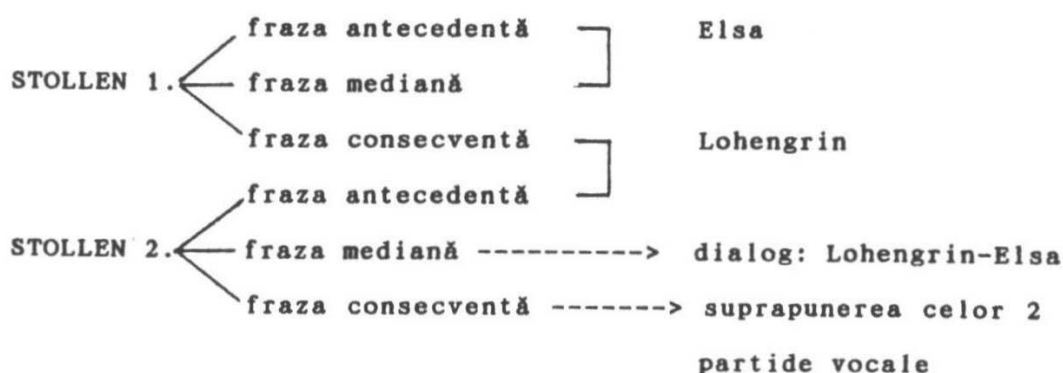 fraza antecedentă Elsa
STOLLEN 1. fraza mediană
fraza consecventă Lohengrin
fraza antecedentă
STOLLEN 2. fraza mediană --------> dialog: Lohengrin-Elsa
fraza consecventă -------> suprapunerea celor 2
partide vocale